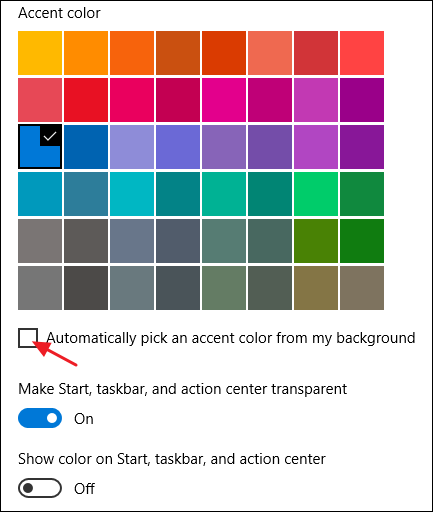 Accent color
Automatically pick an accent color from my background
Make Start, taskbar, and action center transparent
On
Show color on Start, taskbar, and action center
Off